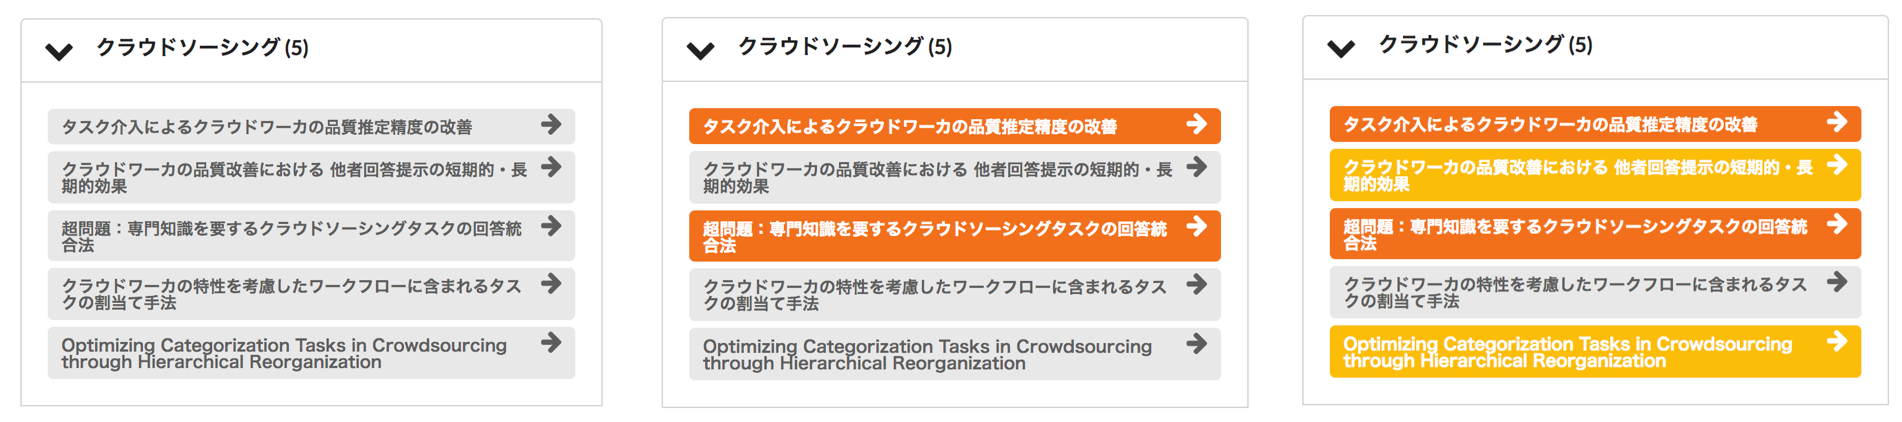 クラウドソーシング (5)
タスク介入によるクラウドワーカの品質推定精度の改善
クラウドワーカの品質改善における 他者回答提示の短期的・長
期的効果
超問題：専門知識を要するクラウドソーシングタスクの回答統
合法
クラウドワーカの特性を考慮したワークフローに含まれるタス
クの割当て手法
Optimizing Categorization Tasks in Crowdsourcing
through Hierarchical Reorganization
クラウドソーシング (5)
タスク介入によるクラウドワーカの品質推定精度の改善
クラウドワーカの品質改善における 他者回答提示の短期的・長
期的効果
超問題：専門知識を要するクラウドソーシングタスクの回答統
合法
クラウドワーカの特性を考慮したワークフローに含まれるタス
クの割当て手法
Optimizing Categorization Tasks in Crowdsourcing
through Hierarchical Reorganization
クラウドソーシング (5)
タスク介入によるクラウドワーカの品質推定精度の改善
クラウドワーカの品質改善における 他者回答提示の短期的・長
期的効果
超問題：専門知識を要するクラウドソーシングタスクの回答統
合法
クラウドワーカの特性を考慮したワークフローに含まれるタス
クの割当て手法
Optimizing Categorization Tasks in Crowdsourcing
through Hierarchical Reorganization